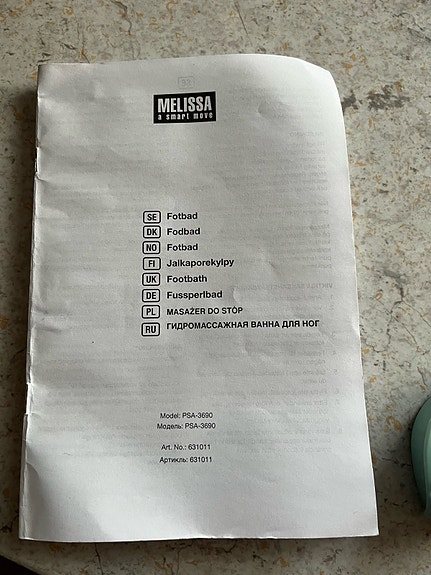 MELISSA
a smart move
SE Fotbad
DK Fodbad
NO Fotbad
FI Jalkaporekylpy
UK Footbath
DE Fussperlbad
PL MASAŻER DO STÓP
RU ГИДРОМАССАЖНАЯ ВАННА ДЛЯ НОГ
Model: PSA-3690
Модель: PSA-3690
Art. No.: 631011
Артикль: 631011